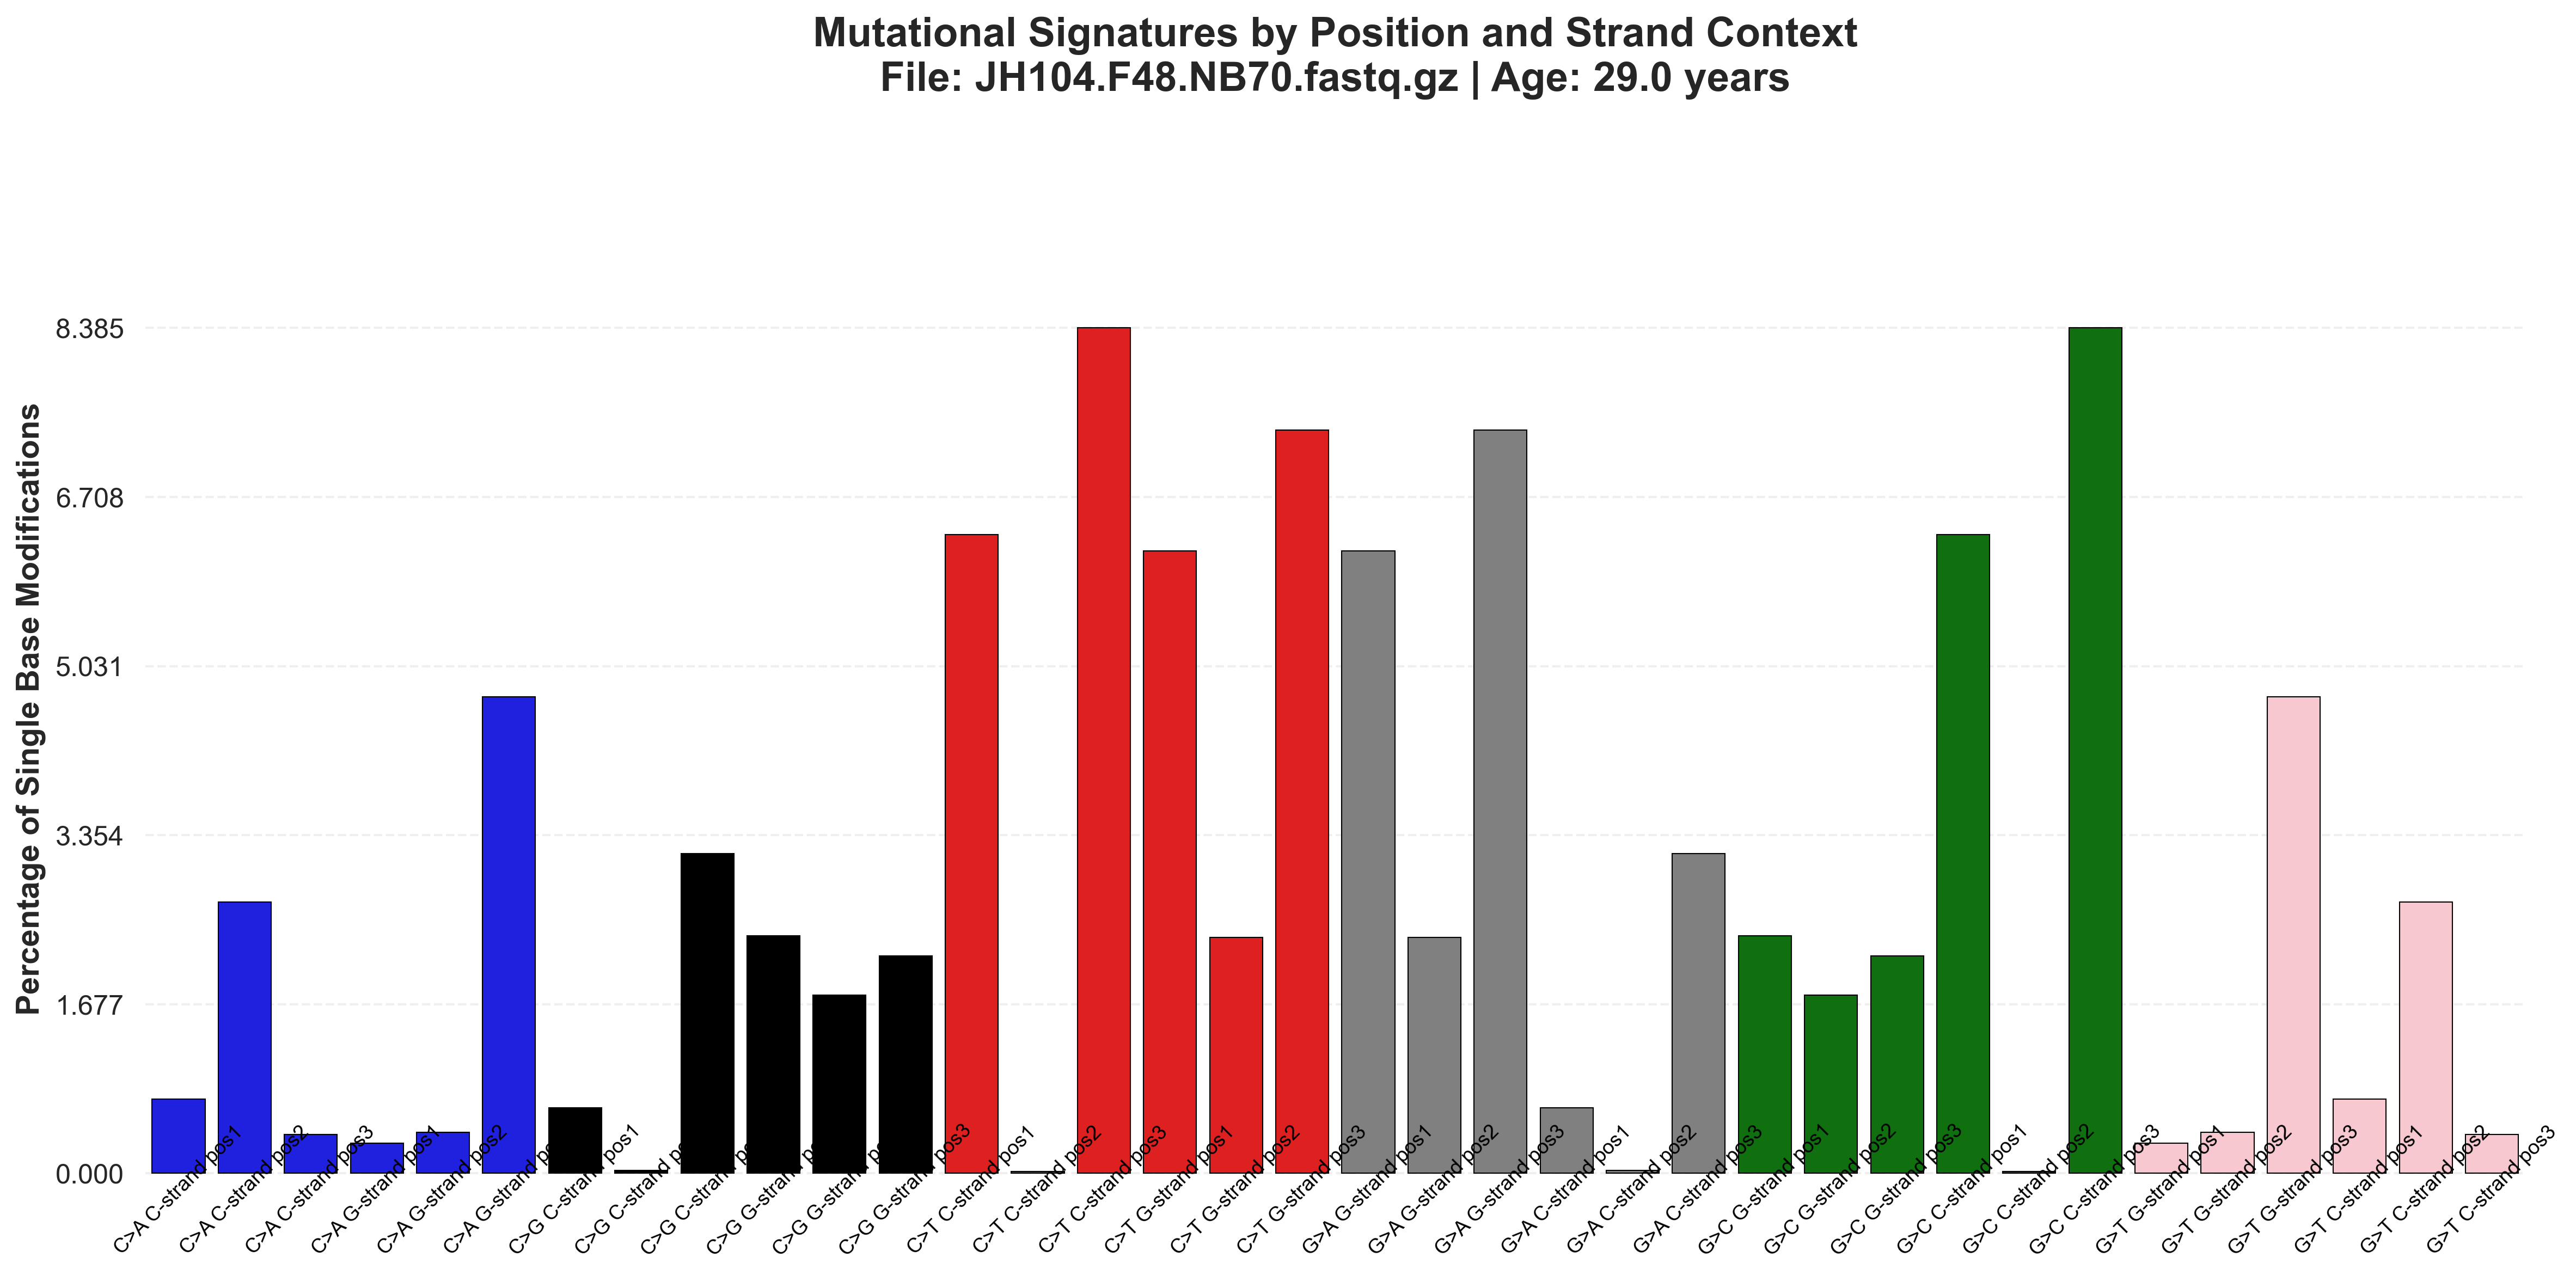 Mutational Signatures by Position and Strand Context
File: JH104.F48.NB70.fastq.gz | Age: 29.0 years
Percentage of Single Base Modifications
8.385
6.708
5.031
3.354
1.677
0.000
C>A C-strand pos1
C>A C-strand pos2
C>A C-strand pos3
C>A G-strand pos1
C>A G-strand pos2
C>A G-strand
C>G C-strand pos1
C>G C-strand
C>G C-strand
C>G G-strand
C>G G-strand
C>G G-strand pos3
C>T C-strand pos1
C>T C-strand pos2
C>T C-strand pos3
C>T G-strand pos1
C>T G-strand pos2
C>T G-strand pos3
G>A G-strand pos1
G>A G-strand pos2
G>A G-strand pos3
G>A C-strand pos1
G>A C-strand pos2
G>A C-strand pos3
G>C G-strand pos1
G>C G-strand pos2
G>C G-strand pos3
G>C C-strand pos1
G>C C-strand pos2
G>C C-strand pos3
G>T G-strand pos1
G>T G-strand pos2
G>T G-strand pos3
G>T C-strand pos1
G>T C-strand pos2
G>T C-strand pos3